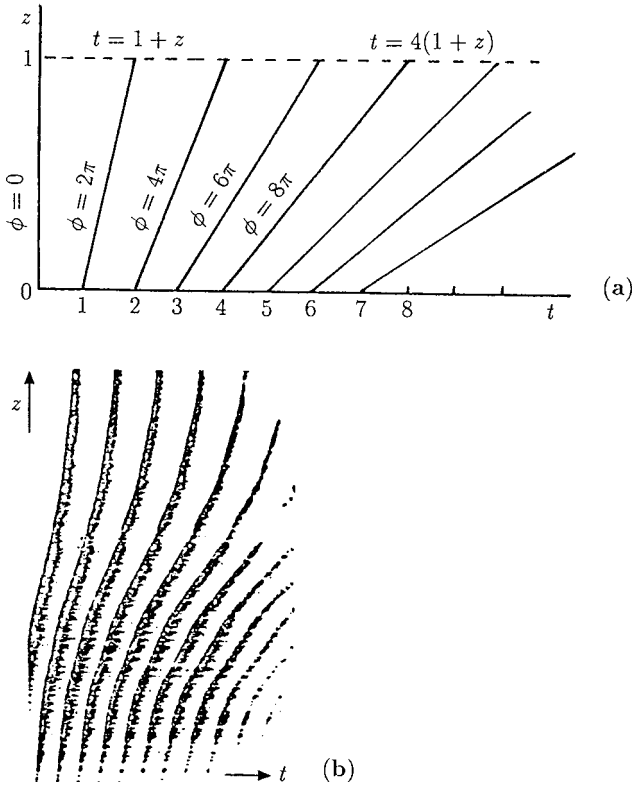 z
t = 1 + z
t = 4(1 + z)
1
ϕ = 0
ϕ = 2π
ϕ = 4π
ϕ = 6π
ϕ = 8π
0
1 2 3 4 5 6 7 8
t
(a)
z
t
(b)